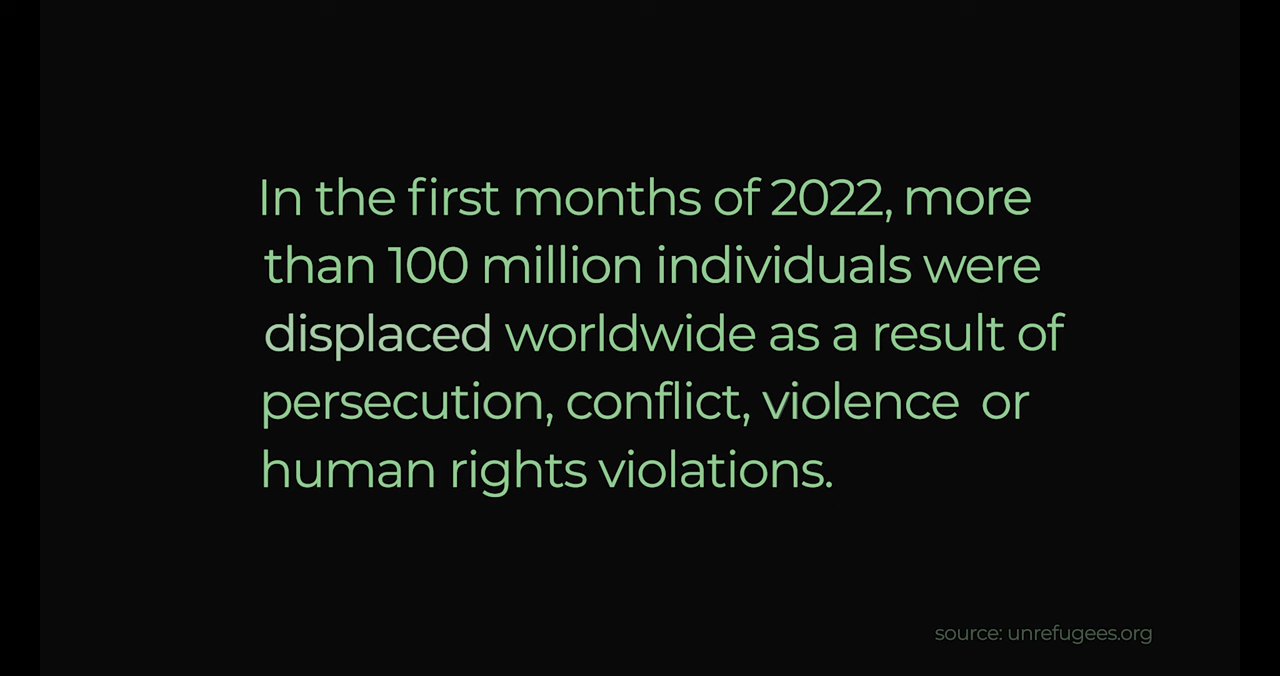 In the first months of 2022, more
than 100 million individuals were
displaced worldwide as a result of
persecution, conflict, violence or
human rights violations.
source: unrefugees.org